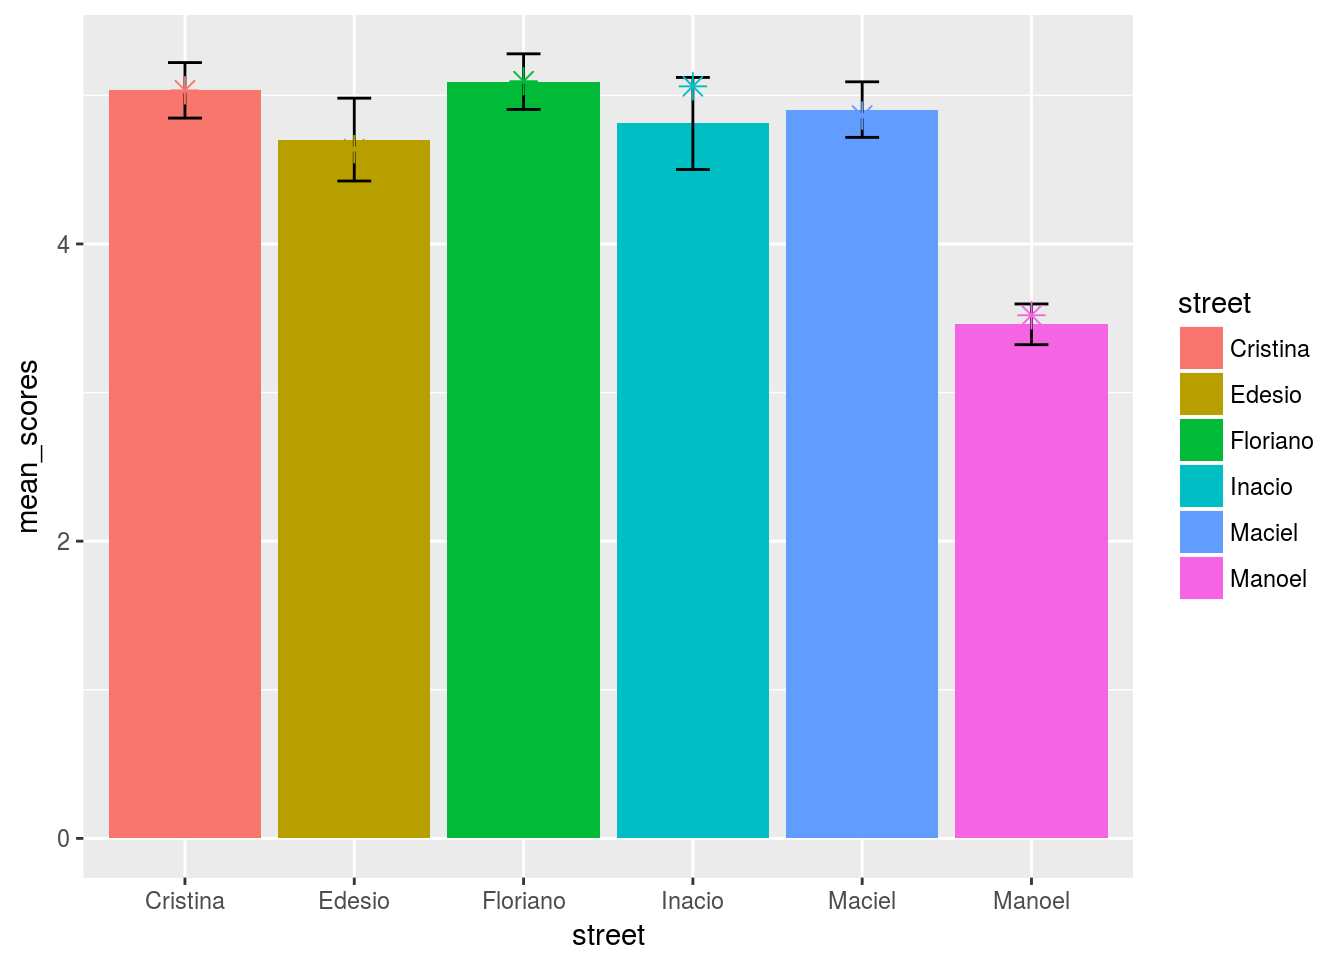 mean_scores
4
2
0
Cristina
Edesio
Floriano
Inacio
Maciel
Manoel
street
street
Cristina
Edesio
Floriano
Inacio
Maciel
Manoel